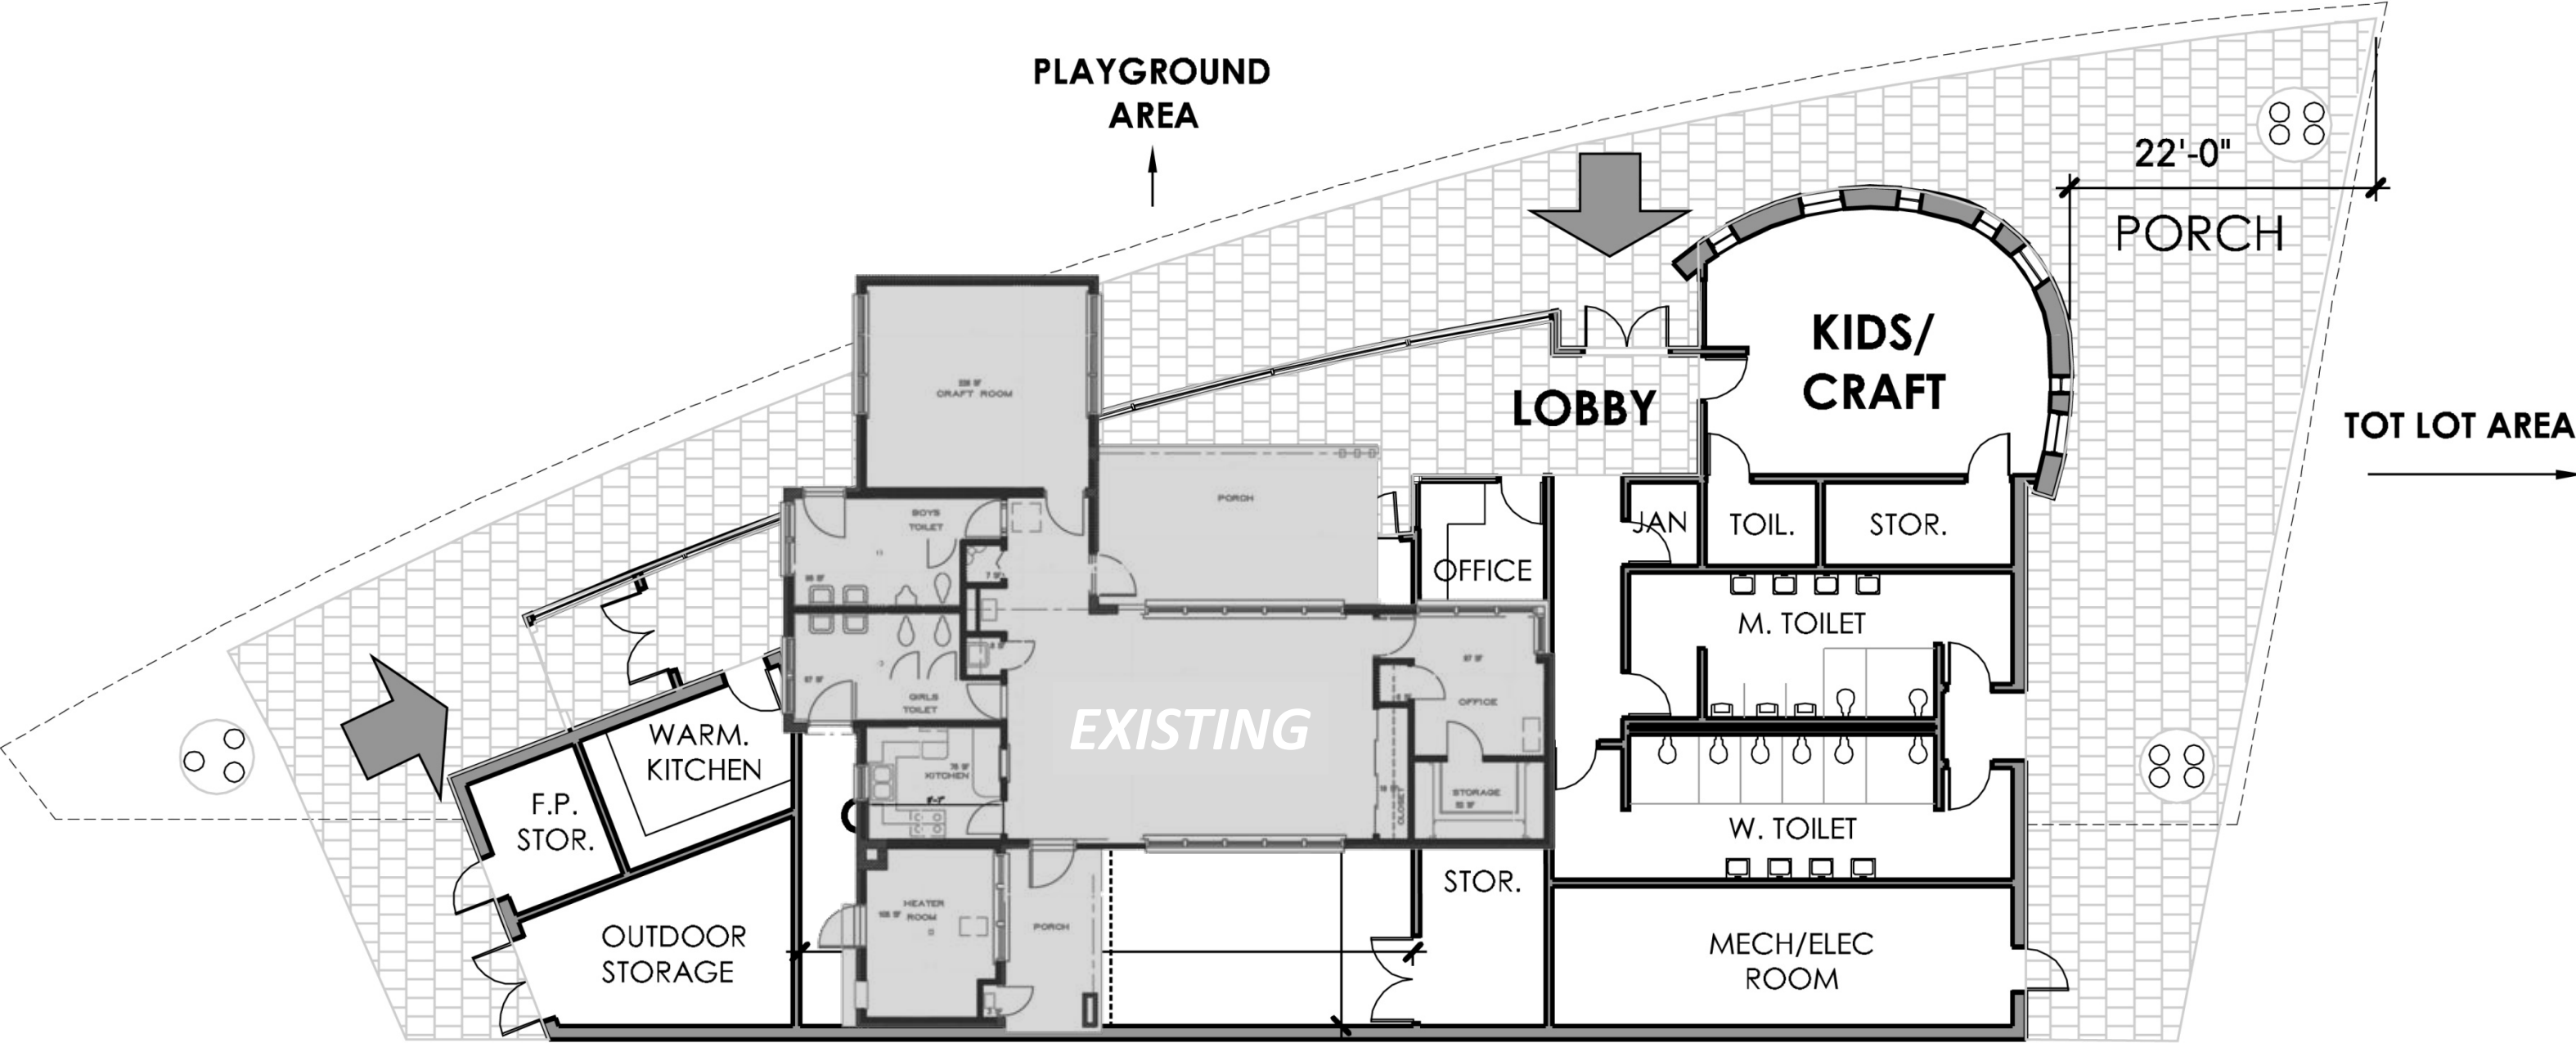 PLAYGROUND
AREA
22'-0"
PORCH
KIDS/
CRAFT
LOBBY
TOT LOT AREA
CRAFT ROOM
PORCH
BOYS
TOILET
OFFICE
JAN
TOIL.
STOR.
M. TOILET
GIRLS
TOILET
OFFICE
EXISTING
WARM.
KITCHEN
KITCHEN
STORAGE
CLOSET
F.P.
STOR.
W. TOILET
STOR.
HEATER
ROOM
PORCH
OUTDOOR
STORAGE
MECH/ELEC
ROOM